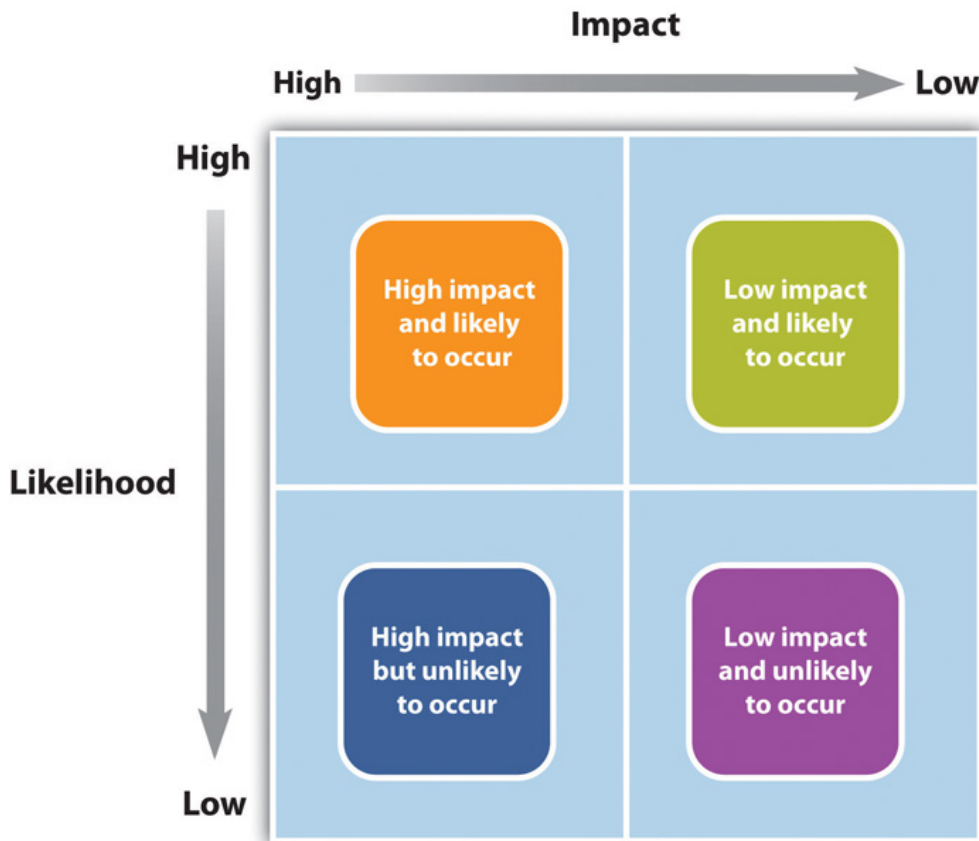 Impact
High
Low
High
High impact
and likely
to occur
Low impact
and likely
to occur
Likelihood
High impact
but unlikely
to occur
Low impact
and unlikely
to occur
Low